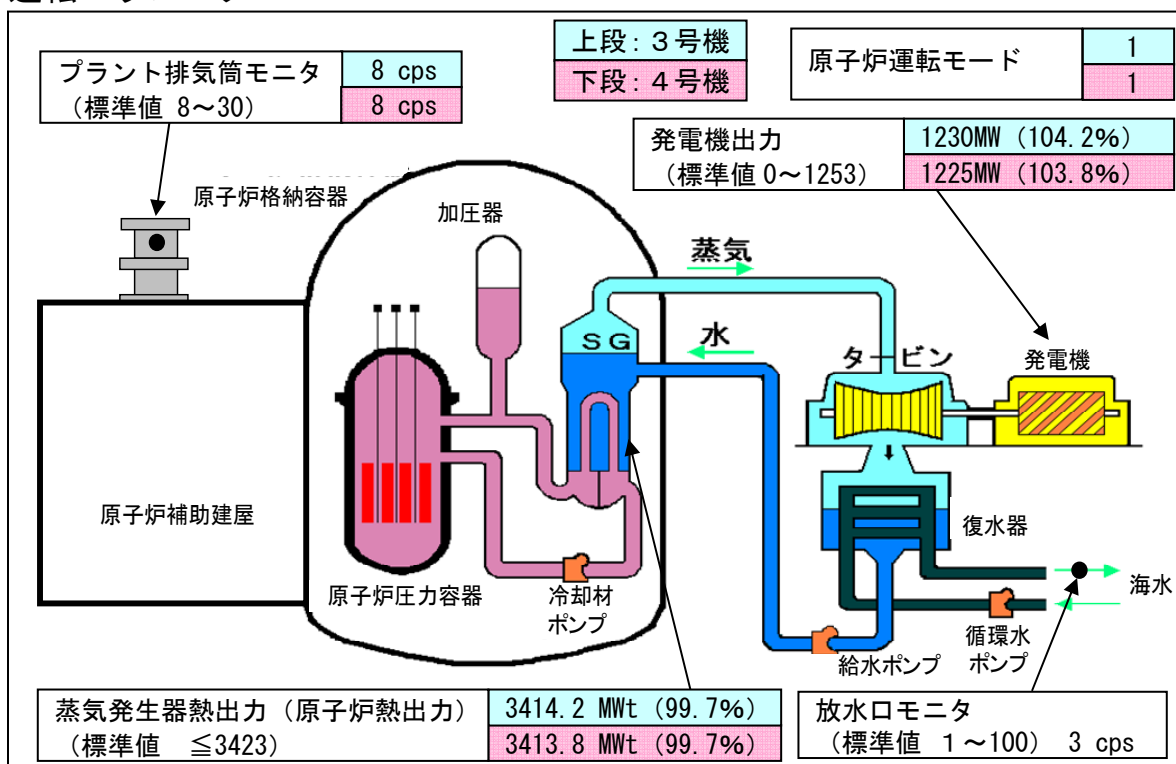 プラント排気筒モニタ 8 cps
（標準値 8～30） 8 cps
上段：３号機
下段：４号機
原子炉運転モード 1
1
発電機出力 1230MW (104.2%)
（標準値 0～1253） 1225MW (103.8%)
原子炉格納容器
加圧器
蒸気
SG
水
タービン
発電機
原子炉補助建屋
復水器
原子炉圧力容器
冷却材
ポンプ
海水
給水ポンプ
循環水
ポンプ
蒸気発生器熱出力（原子炉熱出力） 3414.2 MWt (99.7%)
（標準値　≦3423） 3413.8 MWt (99.7%)
放水口モニタ
（標準値　１～100） 3 cps